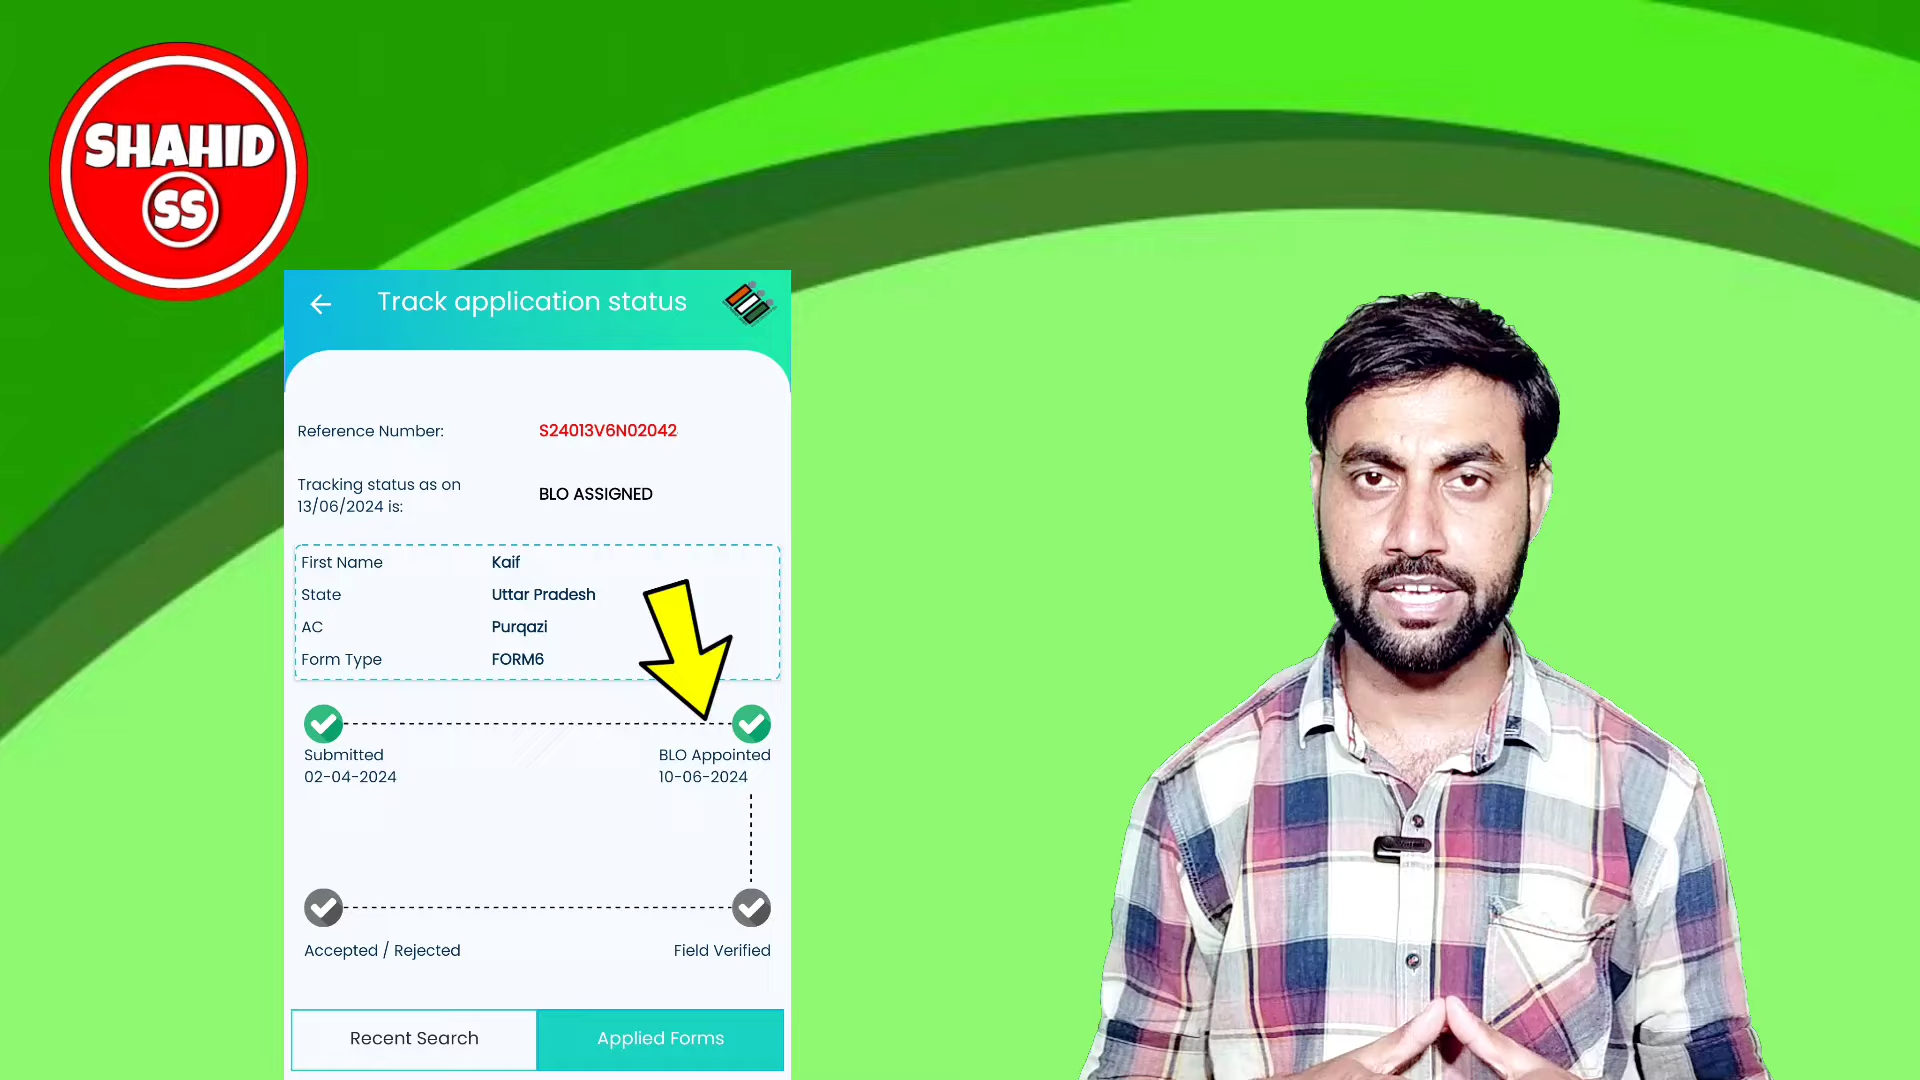 SHAHID
SS
Track application status
Reference Number: S24013V6N02042
Tracking status as on
13/06/2024 is:
BLO ASSIGNED
First Name Kaif
State Uttar Pradesh
AC Purqazi
Form Type FORM6
Submitted
02-04-2024
BLO Appointed
10-06-2024
Accepted / Rejected
Field Verified
Recent Search
Applied Forms